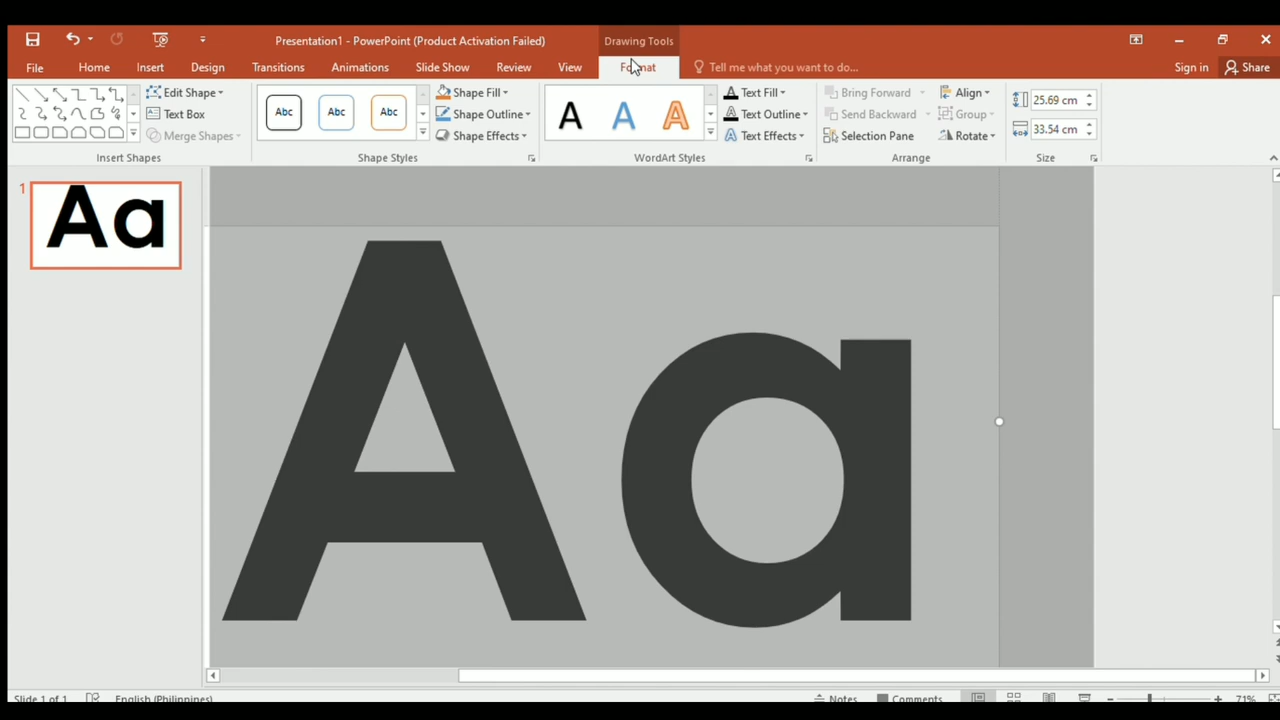 Presentation1 - PowerPoint (Product Activation Failed)
Drawing Tools
File Home Insert Design Transitions Animations Slide Show Review View Format Tell me what you want to do... Sign in Share
Edit Shape
Text Box
Merge Shapes
Insert Shapes
Abc Abc Abc
Shape Fill
Shape Outline
Shape Effects
Shape Styles
A A A
Text Fill
Text Outline
Text Effects
WordArt Styles
Bring Forward
Send Backward
Selection Pane
Align
Group
Rotate
Arrange
25.69 cm
33.54 cm
Size
1
Aa
Aa
Slide 1 of 1 English (Philippines) Notes Comments 71%